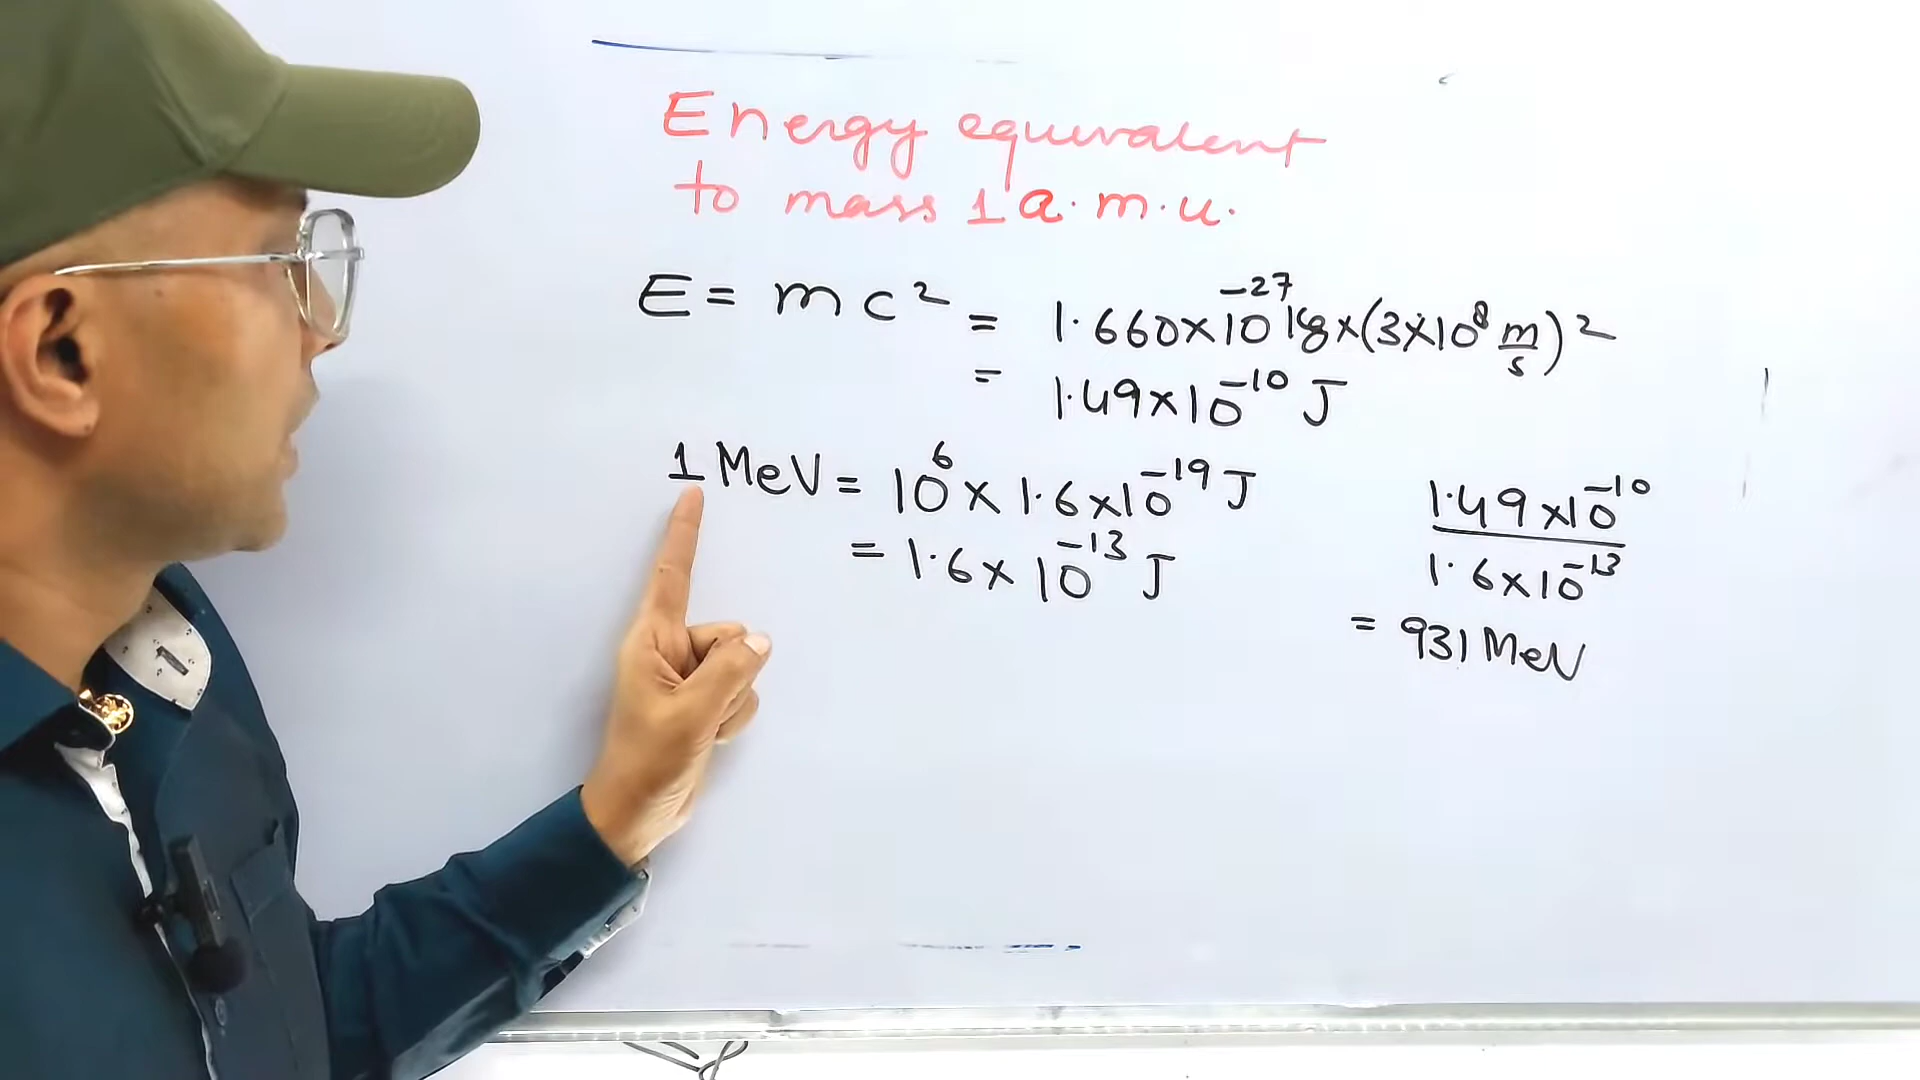 Energy equivalent
to mass 1 a.m.u.
E = mc² = 1.660×10⁻²⁷ kg×(3×10⁸ m/s)²
= 1.49×10⁻¹⁰ J
1 MeV = 10⁶ × 1.6×10⁻¹⁹ J
= 1.6× 10⁻¹³ J
1.49×10⁻¹⁰
1.6×10⁻¹³
= 931 MeV